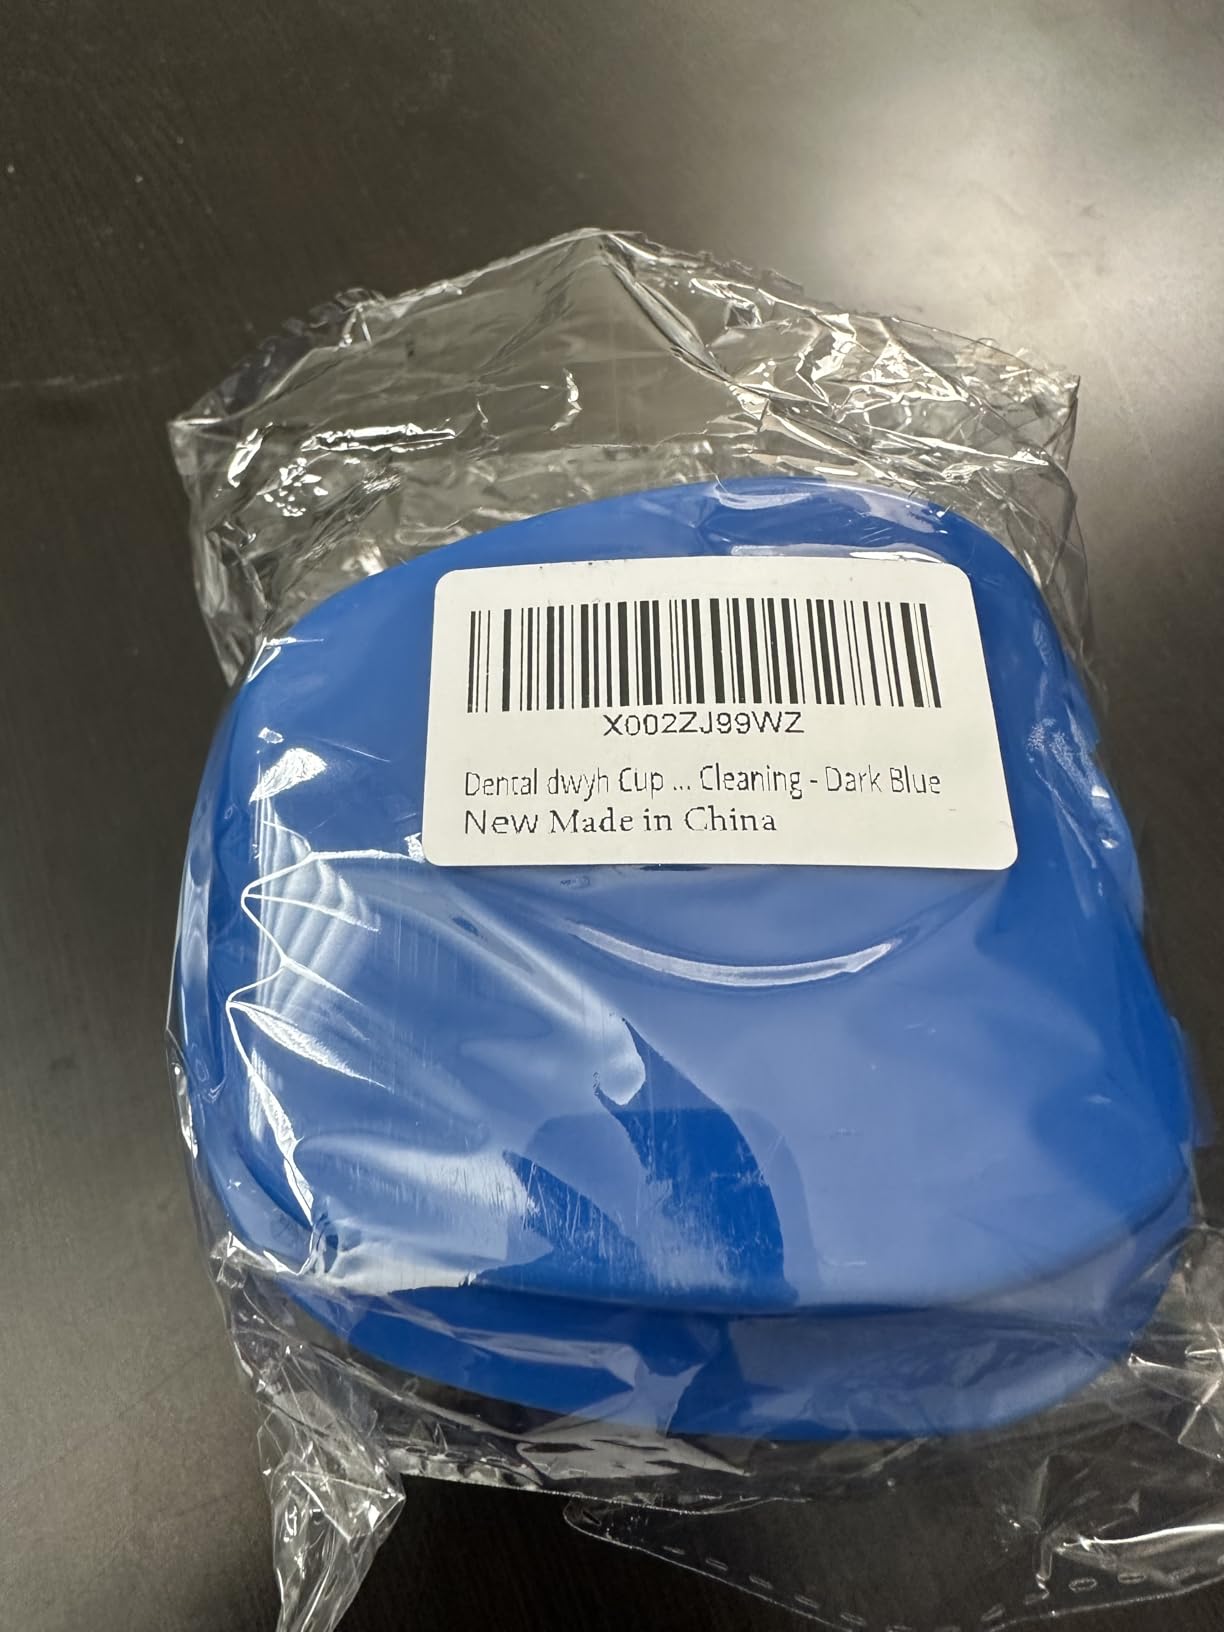 X002ZJ99WZ
Dental dwyh Cup ... Cleaning - Dark Blue
New Made in China